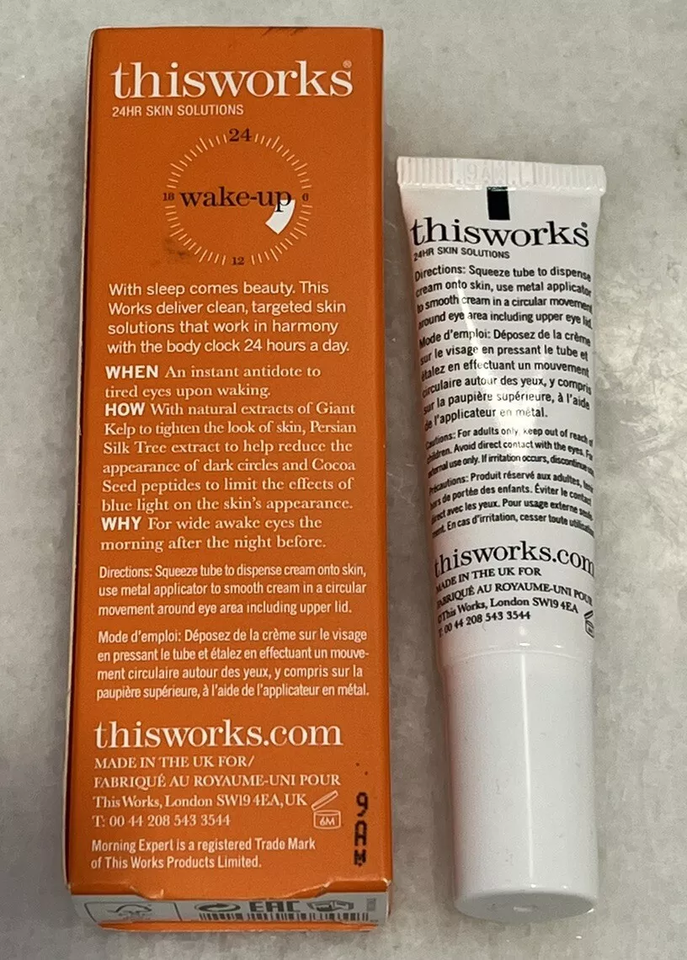 thisworks®
24HR SKIN SOLUTIONS
24
18 wake-up 6
12
With sleep comes beauty. This
Works deliver clean, targeted skin
solutions that work in harmony
with the body clock 24 hours a day.
WHEN An instant antidote to
tired eyes upon waking.
HOW With natural extracts of Giant
Kelp to tighten the look of skin, Persian
Silk Tree extract to help reduce the
appearance of dark circles and Cocoa
Seed peptides to limit the effects of
blue light on the skin's appearance.
WHY For wide awake eyes the
morning after the night before.
Directions: Squeeze tube to dispense cream onto skin,
use metal applicator to smooth cream in a circular
movement around eye area including upper lid.
Mode d'emploi: Déposez de la crème sur le visage
en pressant le tube et étalez en effectuant un mouve-
ment circulaire autour des yeux, y compris sur la
paupière supérieure, à l'aide de l'applicateur en métal.
thisworks.com
MADE IN THE UK FOR/
FABRIQUÉ AU ROYAUME-UNI POUR
This Works, London SW19 4EA, UK
T: 00 44 208 543 3544
6M
Morning Expert is a registered Trade Mark
of This Works Products Limited.
9AM
EAC
thisworks®
24HR SKIN SOLUTIONS
Directions: Squeeze tube to dispense
cream onto skin, use metal applicator
to smooth cream in a circular movement
around eye area including upper eye lid.
Mode d'emploi: Déposez de la crème
sur le visage en pressant le tube et
étalez en effectuant un mouvement
circulaire autour des yeux, y compris
sur la paupière supérieure, à l'aide
de l'applicateur en métal.
Cautions: For adults only, keep out of reach of
children. Avoid direct contact with the eyes. For
external use only. If irritation occurs, discontinue
Précautions: Produit réservé aux adultes,
hors de portée des enfants. Éviter le contact
direct avec les yeux. Pour usage externe
ment. En cas d'irritation, cesser toute utilisation
thisworks.com
MADE IN THE UK FOR
FABRIQUÉ AU ROYAUME-UNI POUR
©This Works, London SW19 4EA
T: 00 44 208 543 3544